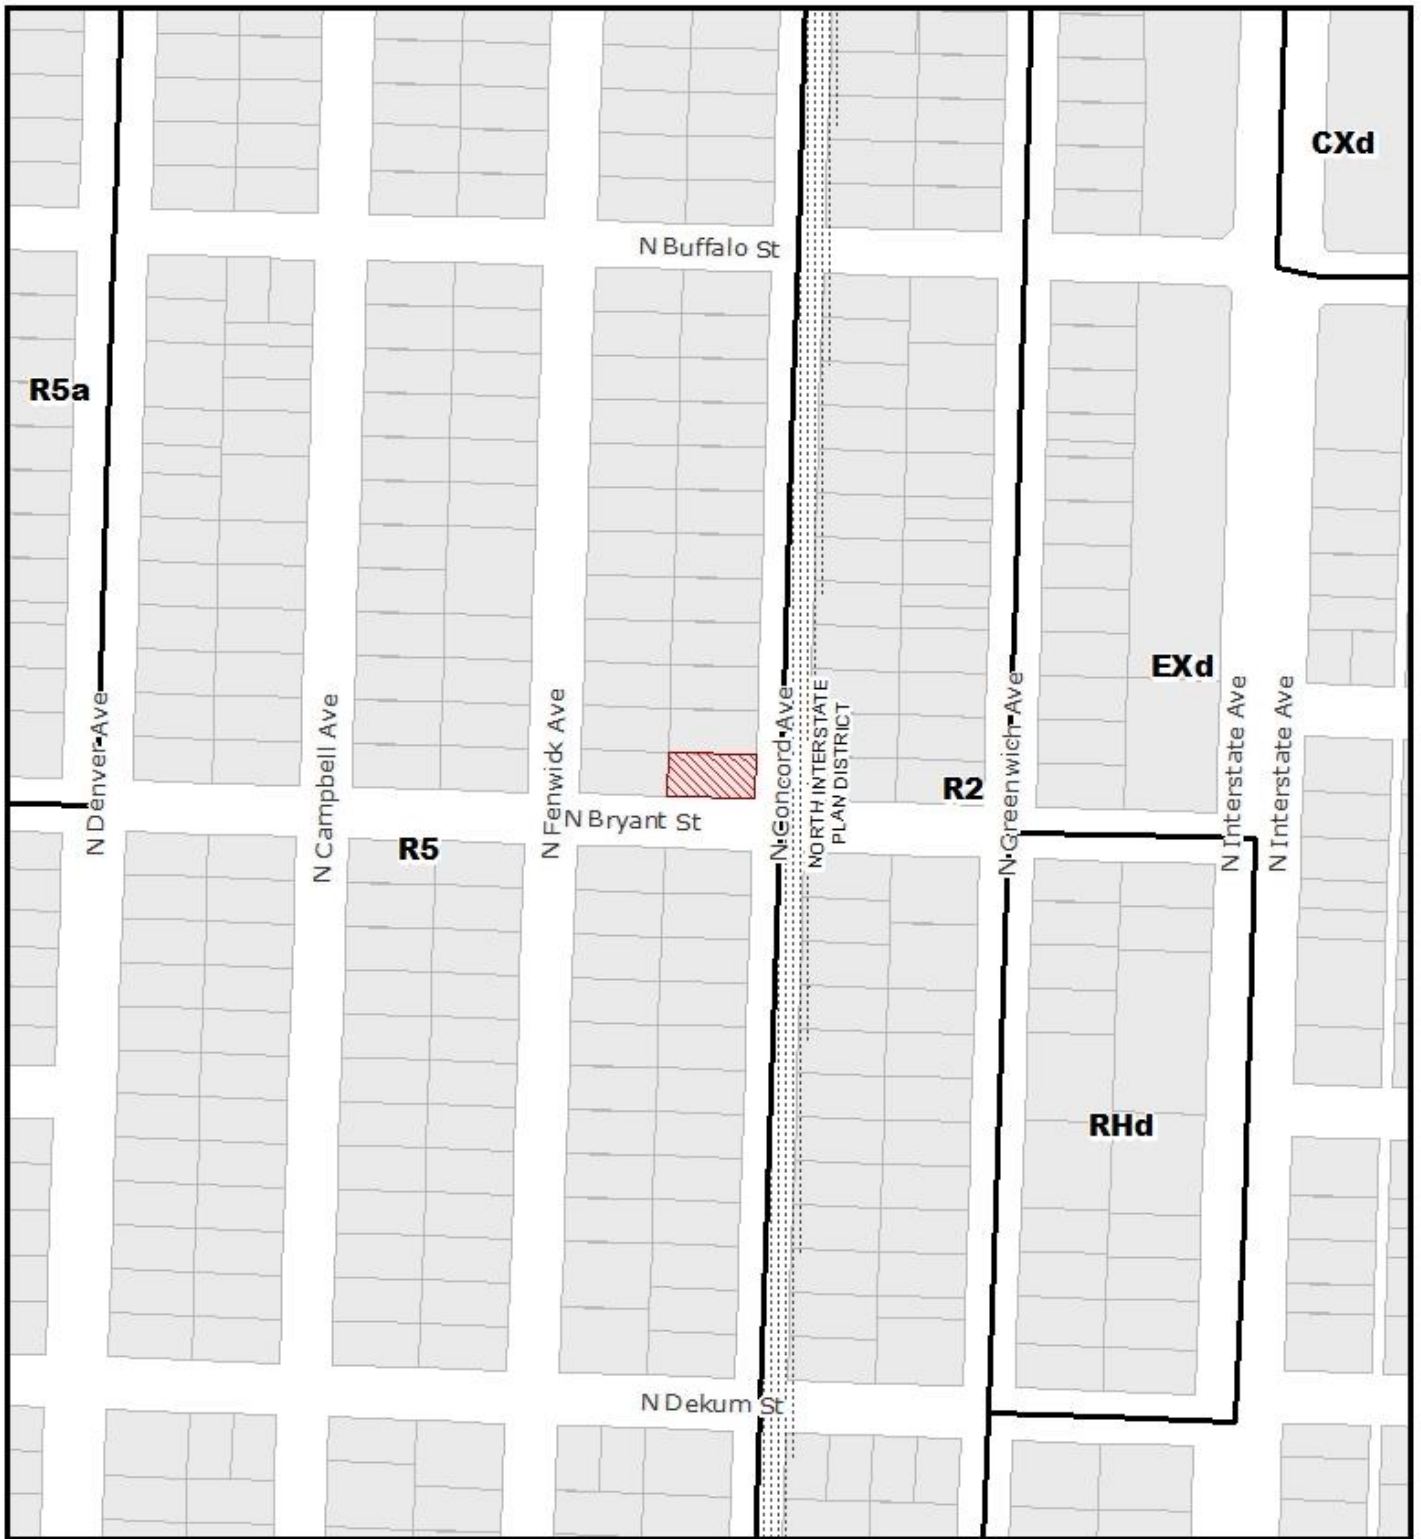 CXd
N Buffalo St
R5a
EXd
N Denver Ave
N Campbell Ave
N Fenwick Ave
N Concord Ave
NORTH INTERSTATE
PLAN DISTRICT
R2
N Greenwich Ave
N Interstate Ave
N Interstate Ave
N Bryant St
R5
RHd
N Dekum St